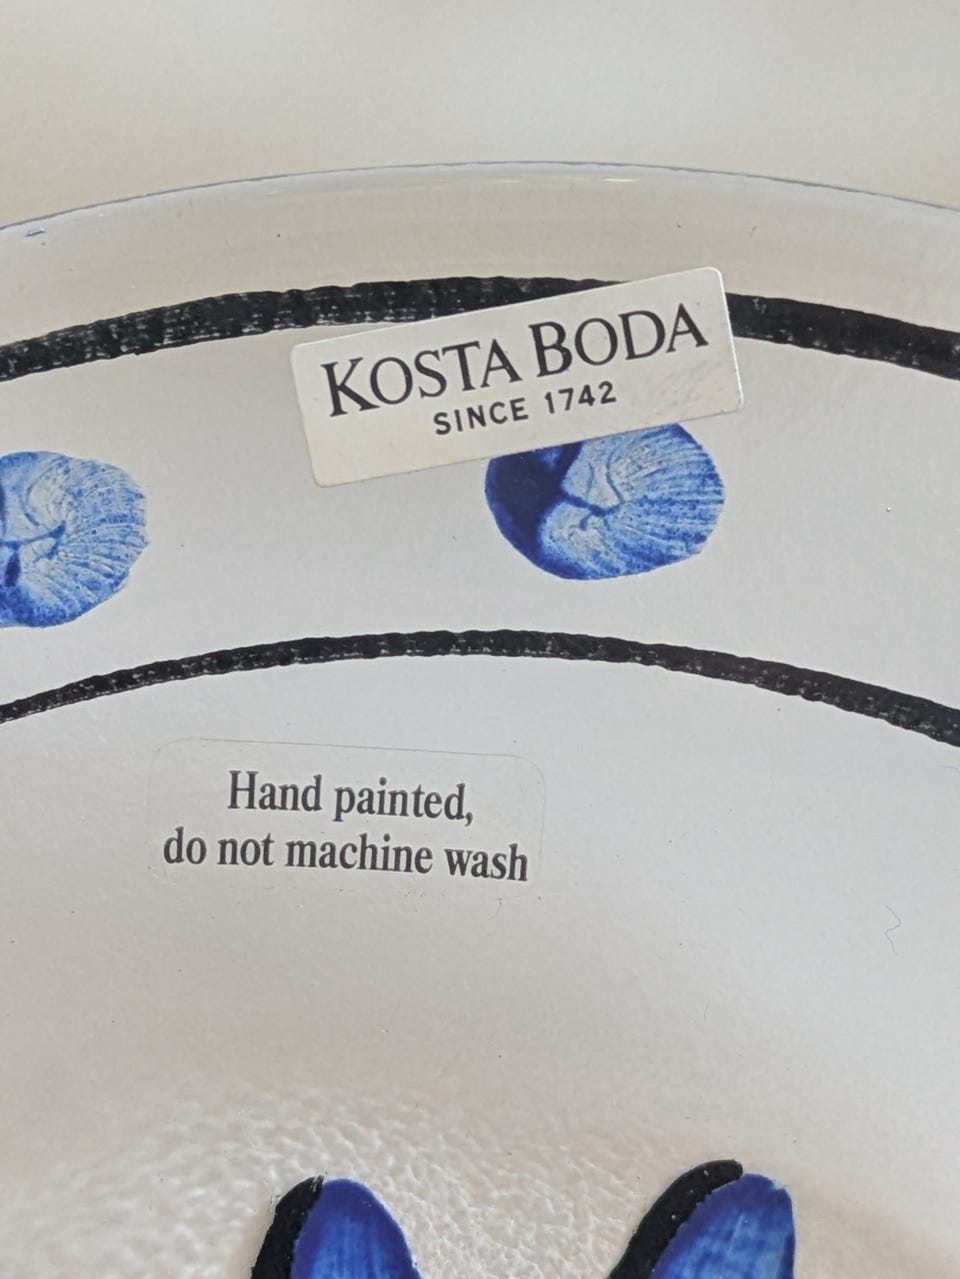 KOSTA BODA
SINCE 1742
Hand painted,
do not machine wash